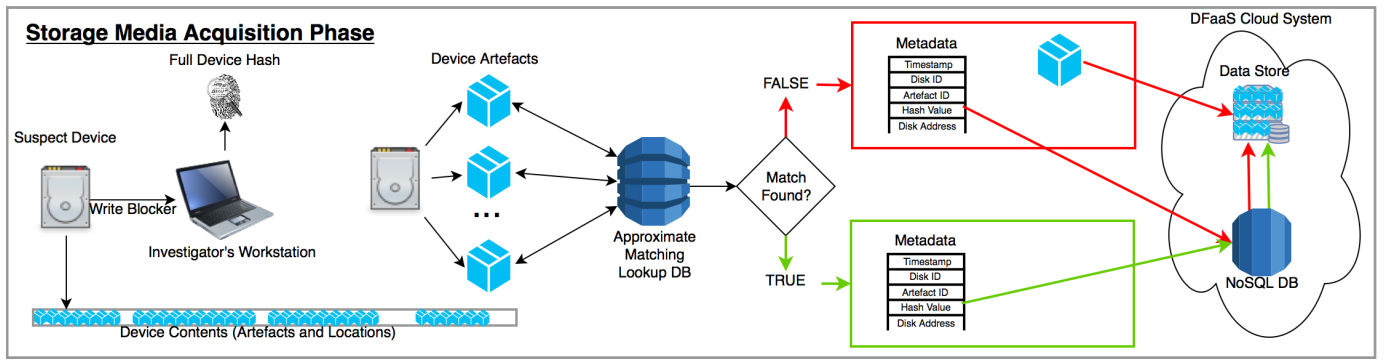 Storage Media Acquisition Phase
Full Device Hash
Suspect Device
Write Blocker
Investigator's Workstation
Device Contents (Artefacts and Locations)
Device Artefacts
...
Approximate
Matching
Lookup DB
Match
Found?
FALSE
TRUE
Metadata
Timestamp
Disk ID
Artefact ID
Hash Value
Disk Address
Metadata
Timestamp
Disk ID
Artefact ID
Hash Value
Disk Address
DFaaS Cloud System
Data Store
NoSQL DB